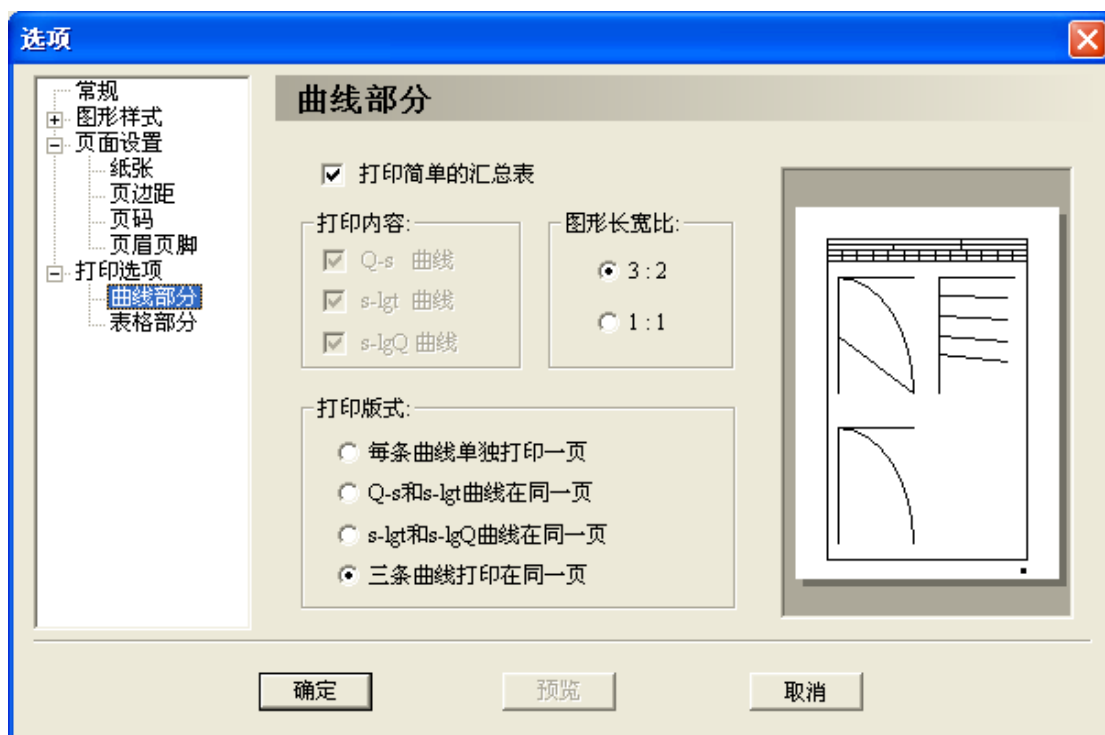 选项
常规
图形样式
页面设置
纸张
页边距
页码
页眉页脚
打印选项
曲线部分
表格部分
曲线部分
打印简单的汇总表
打印内容:
Q-s 曲线
s-lgt 曲线
s-lgQ 曲线
图形长宽比:
3 : 2
1 : 1
打印版式:
每条曲线单独打印一页
Q-s和s-lgt曲线在同一页
s-lgt和s-lgQ曲线在同一页
三条曲线打印在同一页
确定
预览
取消